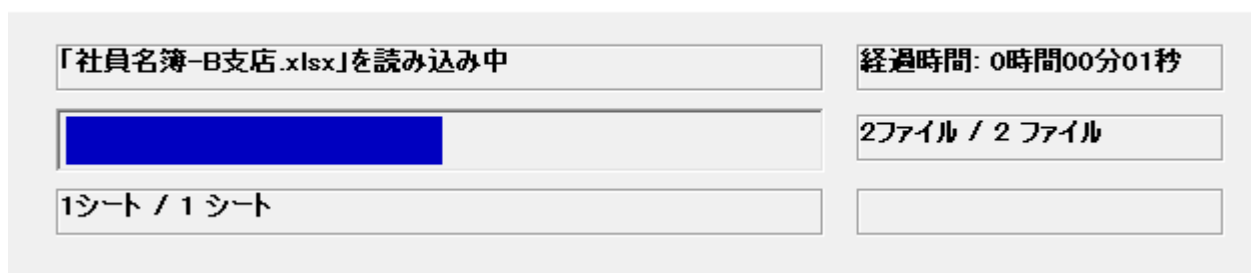 「社員名簿-B支店.xlsx」を読み込み中
経過時間: 0時間00分01秒
2ファイル / 2 ファイル
1シート / 1 シート